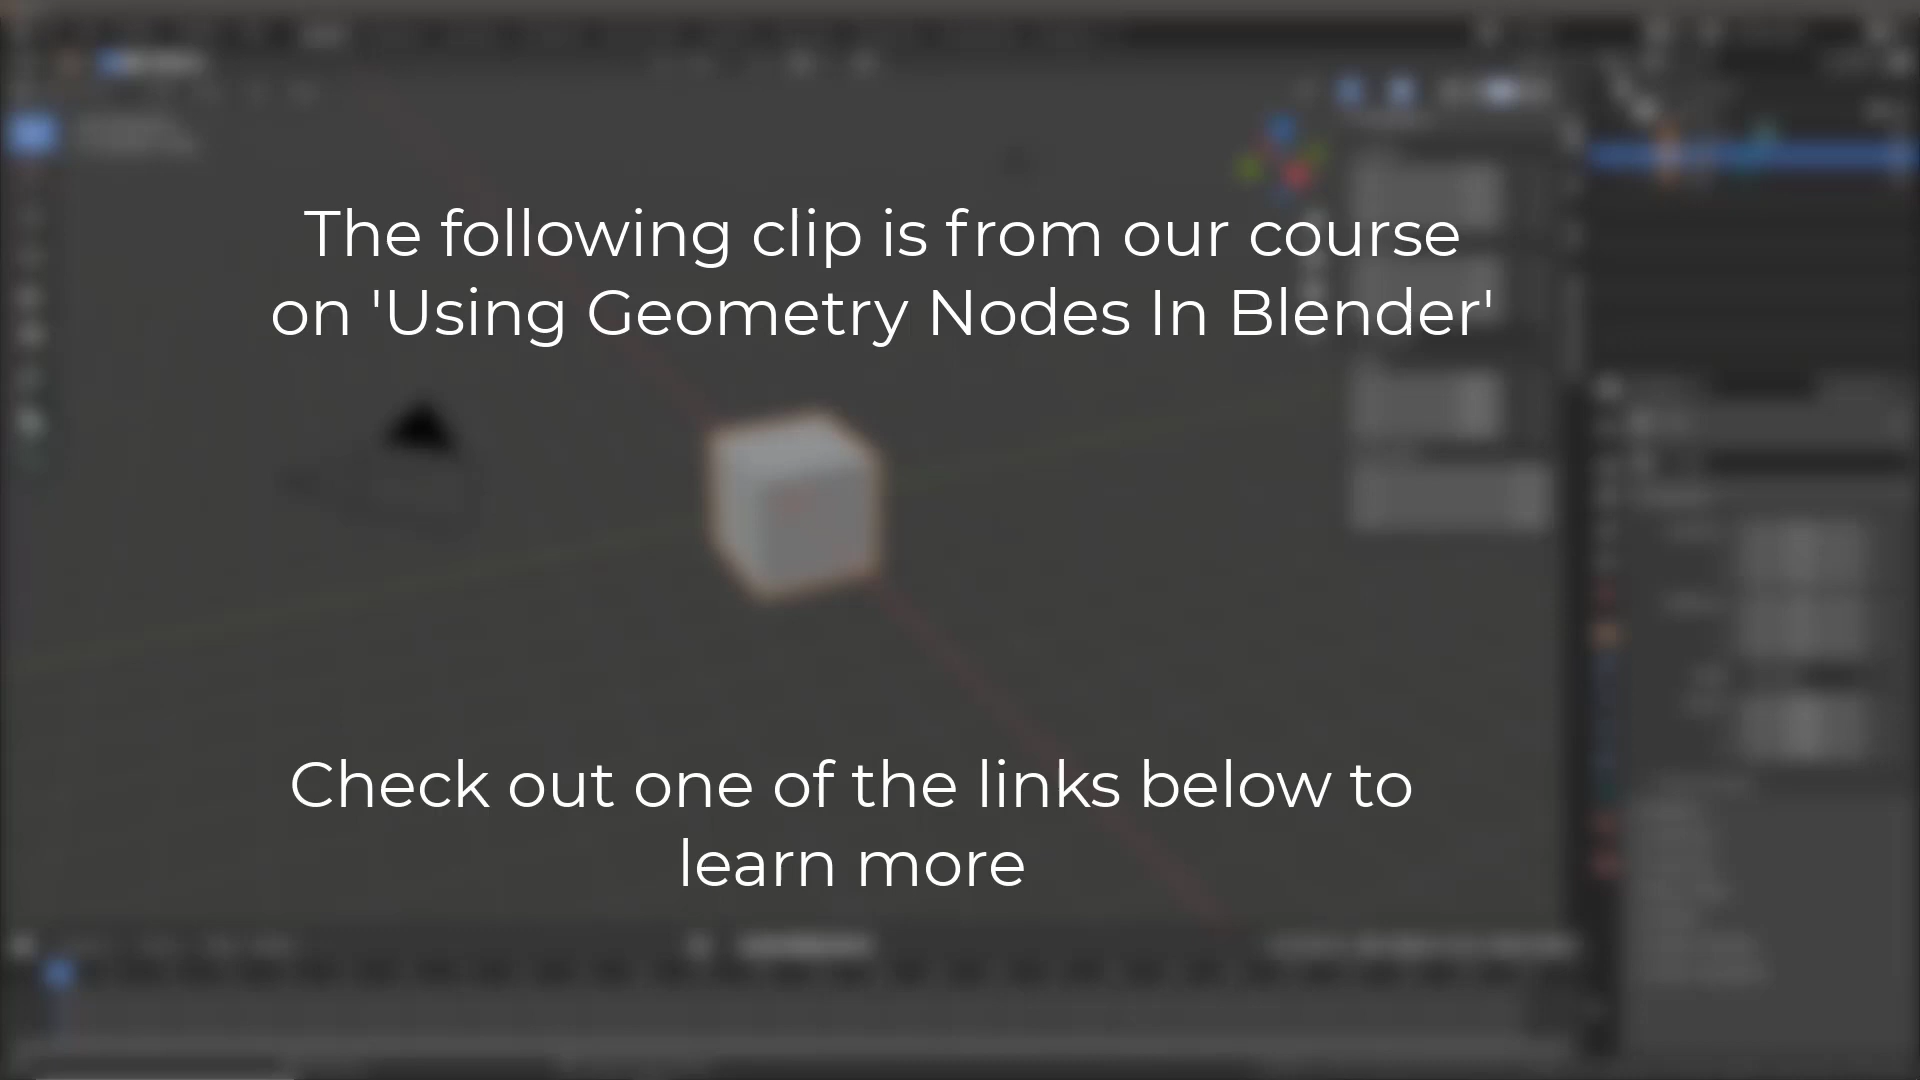 The following clip is from our course
on 'Using Geometry Nodes In Blender'
Check out one of the links below to
learn more